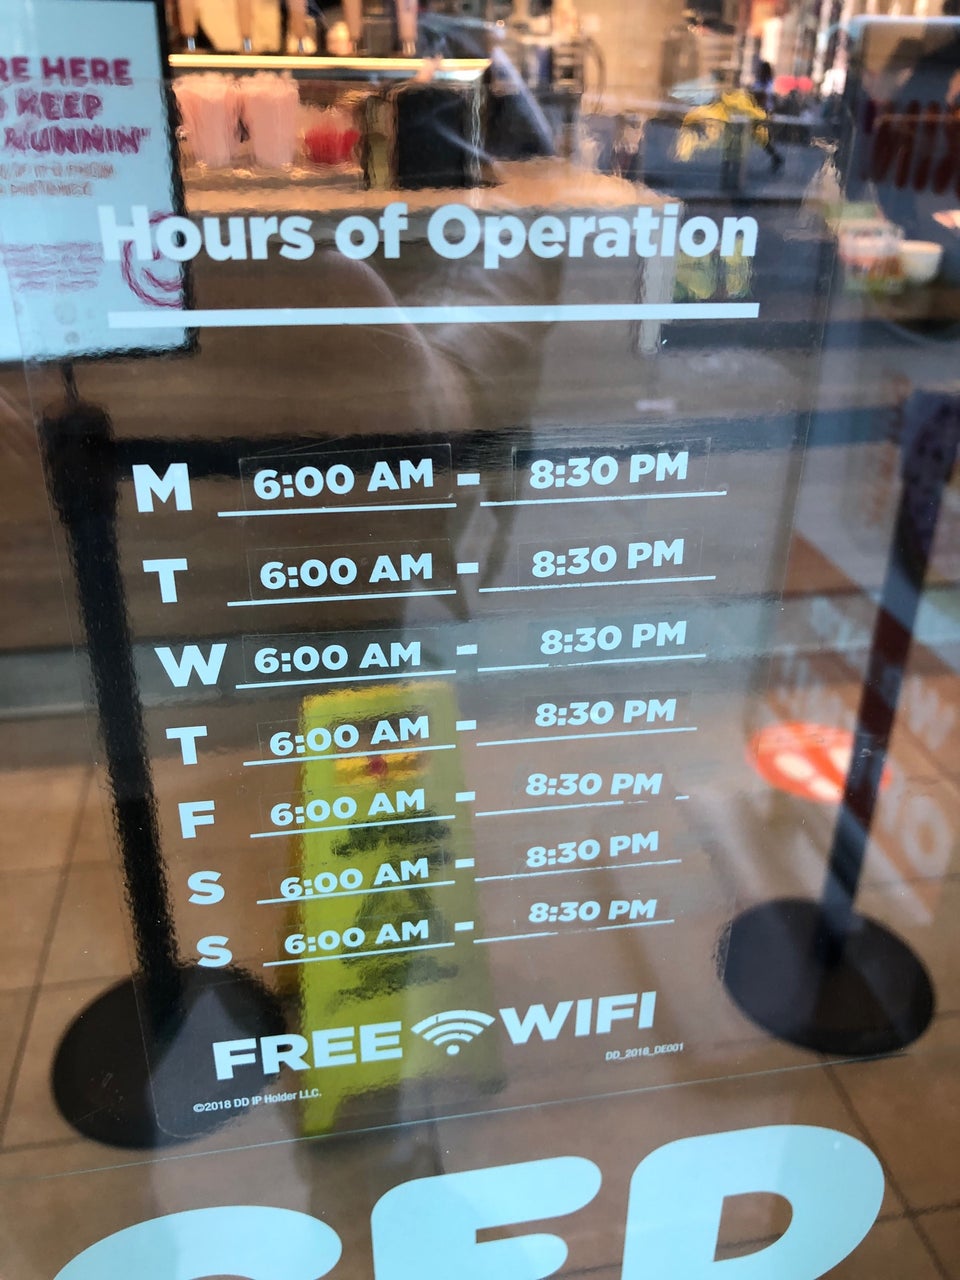 RE HERE
KEEP
RUNNIN'"
Hours of Operation
M 6:00 AM - 8:30 PM
T 6:00 AM - 8:30 PM
W 6:00 AM - 8:30 PM
T 6:00 AM - 8:30 PM
F 6:00 AM - 8:30 PM
S 6:00 AM - 8:30 PM
S 6:00 AM - 8:30 PM
FREE WIFI
DD_2018_DE001
©2018 DD IP Holder LLC.